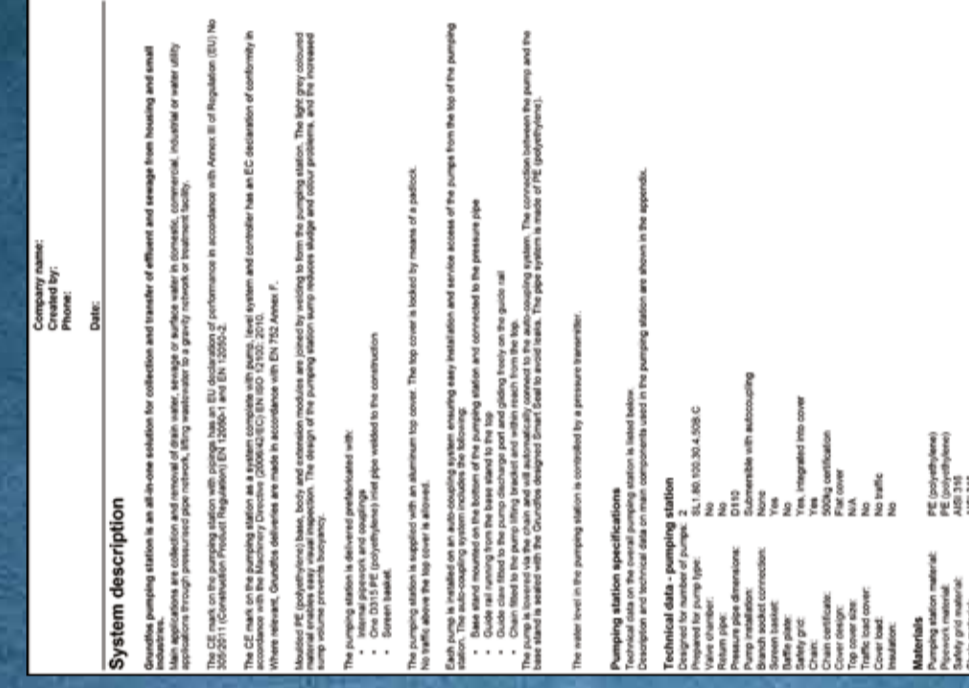 Company name:
Created by:
Phone:
Date:
System description
Grundfos pumping station is an all-in-one solution for collection and transfer of effluent and sewage from housing and small
industries.
Main applications are collection and removal of drain water, sewage or surface water in domestic, commercial, industrial or water utility
applications through pressurised pipe network, lifting wastewater to a gravity network or treatment facility.
The CE mark on the pumping station with pipings has an EU declaration of performance in accordance with Annex III of Regulation (EU) No
305/2011 (Construction Product Regulation) EN 12050-1 and EN 12050-2.
The CE mark on the pumping station as a system complete with pump, level system and controller has an EC declaration of conformity in
accordance with the Machinery Directive (2006/42/EC) EN ISO 12100: 2010.
Where relevant, Grundfos deliveries are made in accordance with EN 752 Annex F.
Moulded PE (polyethylene) base, body and extension modules are joined by welding to form the pumping station. The light grey coloured
material enables easy visual inspection. The design of the pumping station sump reduces sludge and odour problems, and the increased
sump volume prevents buoyancy.
The pumping station is delivered prefabricated with:
• Internal pipework and couplings
• One D315 PE (polyethylene) inlet pipe welded to the construction
• Screen basket.
The pumping station is supplied with an aluminum top cover. The top cover is locked by means of a padlock.
No traffic above the top cover is allowed.
Each pump is installed on an auto-coupling system ensuring easy installation and service access of the pumps from the top of the pumping
station. The auto-coupling system includes the following:
• Base stand mounted on the bottom of the pumping station and connected to the pressure pipe
• Guide rail running from the base stand to the top
• Guide claw fitted to the pump discharge port and gliding freely on the guide rail
• Chain fitted to the pump lifting bracket and within reach from the top.
The pump is lowered via the chain and will automatically connect to the auto-coupling system. The connection between the pump and the
base stand is sealed with the Grundfos designed Smart Seal to avoid leaks. The pipe system is made of PE (polyethylene).
The water level in the pumping station is controlled by a pressure transmitter.
Pumping station specifications
Technical data on the overall pumping station is listed below.
Descriptions and technical data on main components used in the pumping station are shown in the appendix.
Technical data - pumping station
Designed for number of pumps: 2
Prepared for pump type: SL1.80.100.30.4.50B.C
Valve chamber: No
Return pipe: No
Pressure pipe dimensions: D110
Pump installation: Submersible with autocoupling
Branch socket connection: None
Screen basket: Yes
Baffle plate: No
Safety grid: Yes, integrated into cover
Chain: Yes
Chain certificate: 500kg certification
Cover design: Flat cover
Top cover size: N/A
Traffic load cover: No
Cover load: No traffic
Insulation: No
Materials
Pumping station material: PE (polyethylene)
Pipework material: PE (polyethylene)
Safety grid material: AISI 316